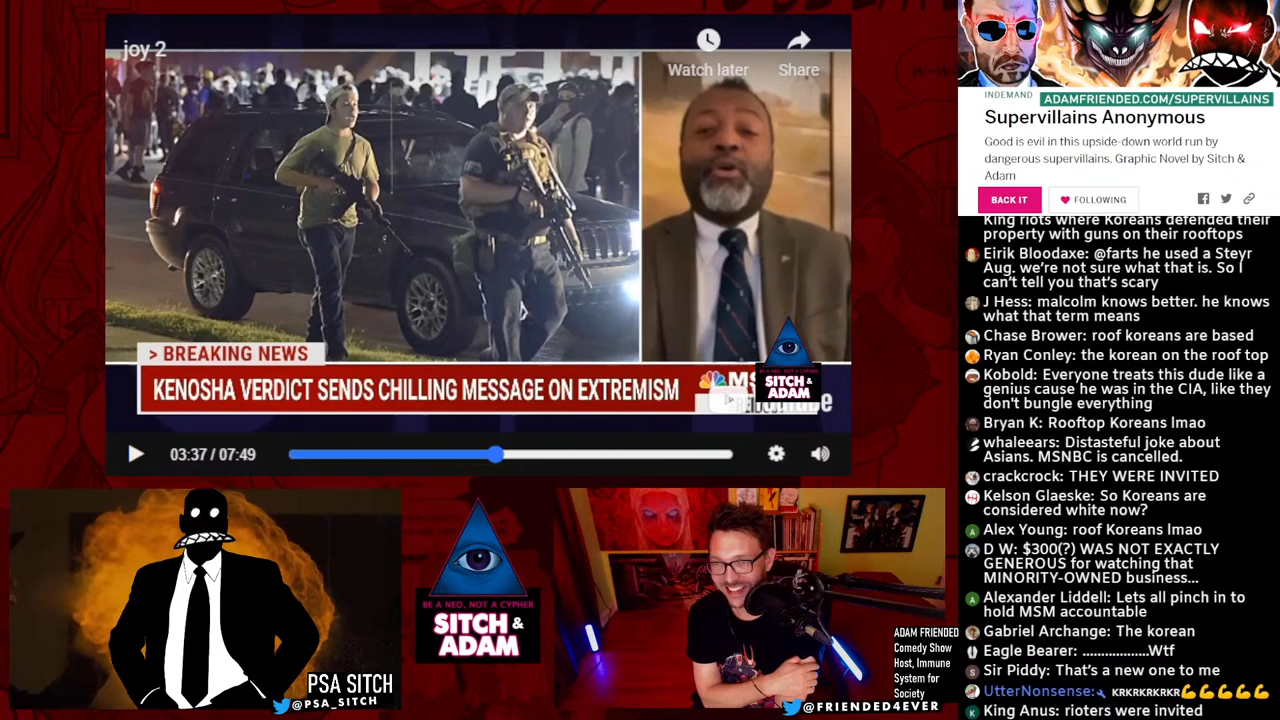 joy 2
Watch later
Share
> BREAKING NEWS
KENOSHA VERDICT SENDS CHILLING MESSAGE ON EXTREMISM
BE A NEO, NOT A CYPHER
SITCH &
ADAM
03:37 / 07:49
PSA SITCH
@PSA_SITCH
BE A NEO, NOT A CYPHER
SITCH &
ADAM
ADAM FRIENDED
Comedy Show
Host, Immune
System for
Society
@FRIENDED4EVER
INDEMAND
ADAMFRIENDED.COM/SUPERVILLAINS
Supervillains Anonymous
Good is evil in this upside-down world run by
dangerous supervillains. Graphic Novel by Sitch &
Adam
BACK IT
FOLLOWING
King riots where Koreans defended their
property with guns on their rooftops
Eirik Bloodaxe: @farts he used a Steyr
Aug. we're not sure what that is. So I
can't tell you that's scary
J Hess: malcolm knows better. he knows
what that term means
Chase Brower: roof koreans are based
Ryan Conley: the korean on the roof top
Kobold: Everyone treats this dude like a
genius cause he was in the CIA, like they
don't bungle everything
Bryan K: Rooftop Koreans lmao
whaleears: Distasteful joke about
Asians. MSNBC is cancelled.
crackcrock: THEY WERE INVITED
Kelson Glaeske: So Koreans are
considered white now?
Alex Young: roof Koreans lmao
D W: $300(?) WAS NOT EXACTLY
GENEROUS for watching that
MINORITY-OWNED business...
Alexander Liddell: Lets all pinch in to
hold MSM accountable
Gabriel Archange: The korean
Eagle Bearer: ..................Wtf
Sir Piddy: That's a new one to me
UtterNonsense: KRKRKRKRKR💪💪💪💪💪
King Anus: rioters were invited